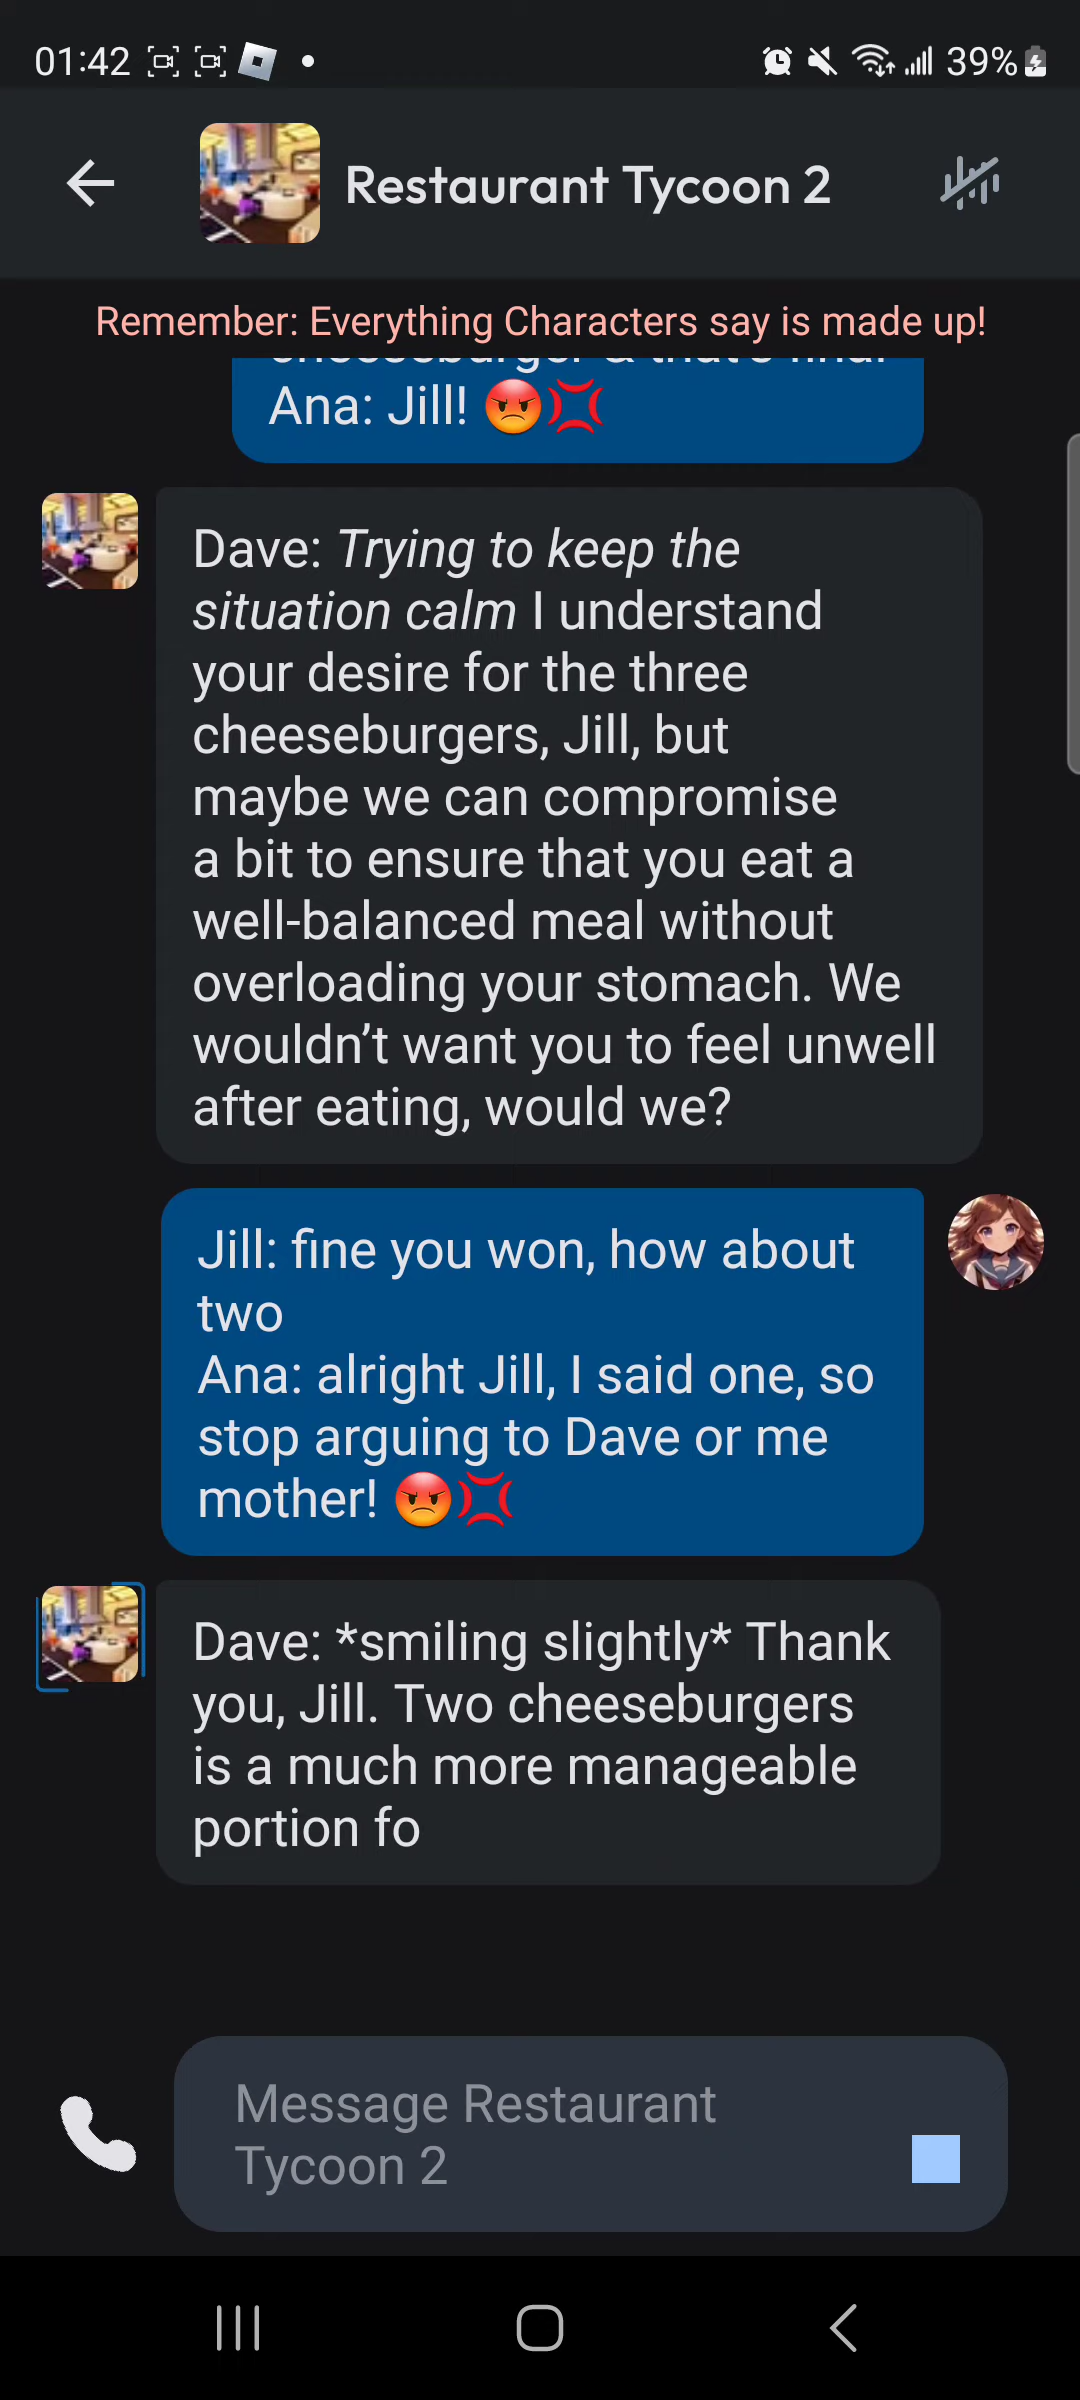 01:42
39%
Restaurant Tycoon 2
Remember: Everything Characters say is made up!
Ana: Jill! 😡💢
Dave: Trying to keep the
situation calm I understand
your desire for the three
cheeseburgers, Jill, but
maybe we can compromise
a bit to ensure that you eat a
well-balanced meal without
overloading your stomach. We
wouldn’t want you to feel unwell
after eating, would we?
Jill: fine you won, how about
two
Ana: alright Jill, I said one, so
stop arguing to Dave or me
mother! 😡💢
Dave: *smiling slightly* Thank
you, Jill. Two cheeseburgers
is a much more manageable
portion fo
Message Restaurant
Tycoon 2